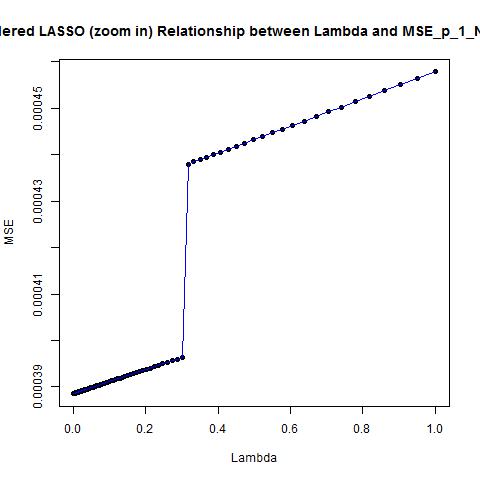 dered LASSO (zoom in) Relationship between Lambda and MSE_p_1_N
0.00045
0.00043
0.00041
0.00039
MSE
0.0 0.2 0.4 0.6 0.8 1.0
Lambda